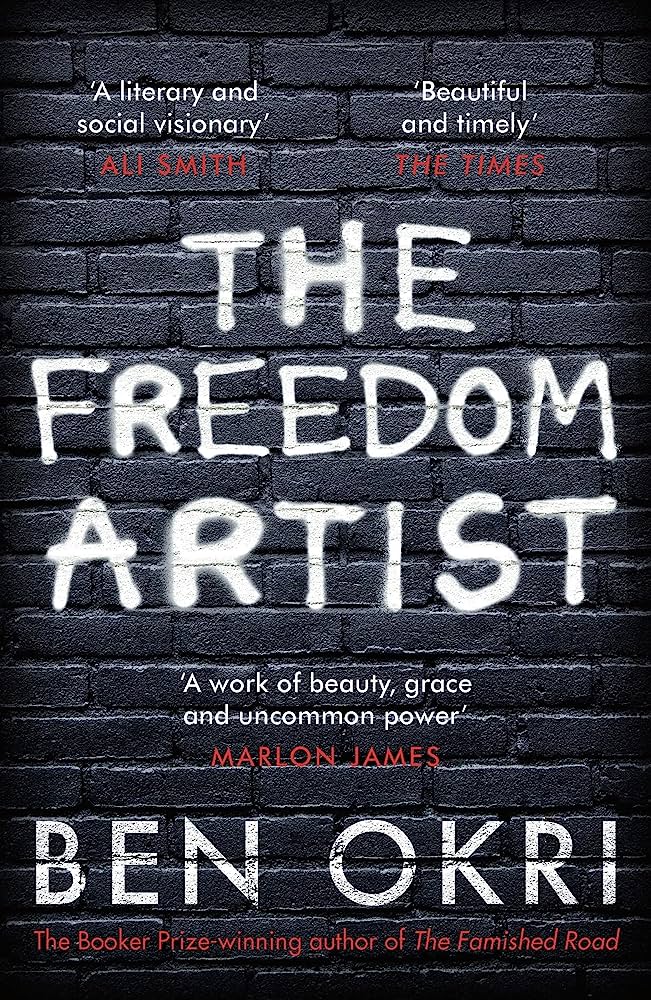 'A literary and
social visionary'
ALI SMITH
'Beautiful
and timely'
THE TIMES
THE
FREEDOM
ARTIST
'A work of beauty, grace
and uncommon power'
MARLON JAMES
BEN OKRI
The Booker Prize-winning author of The Famished Road